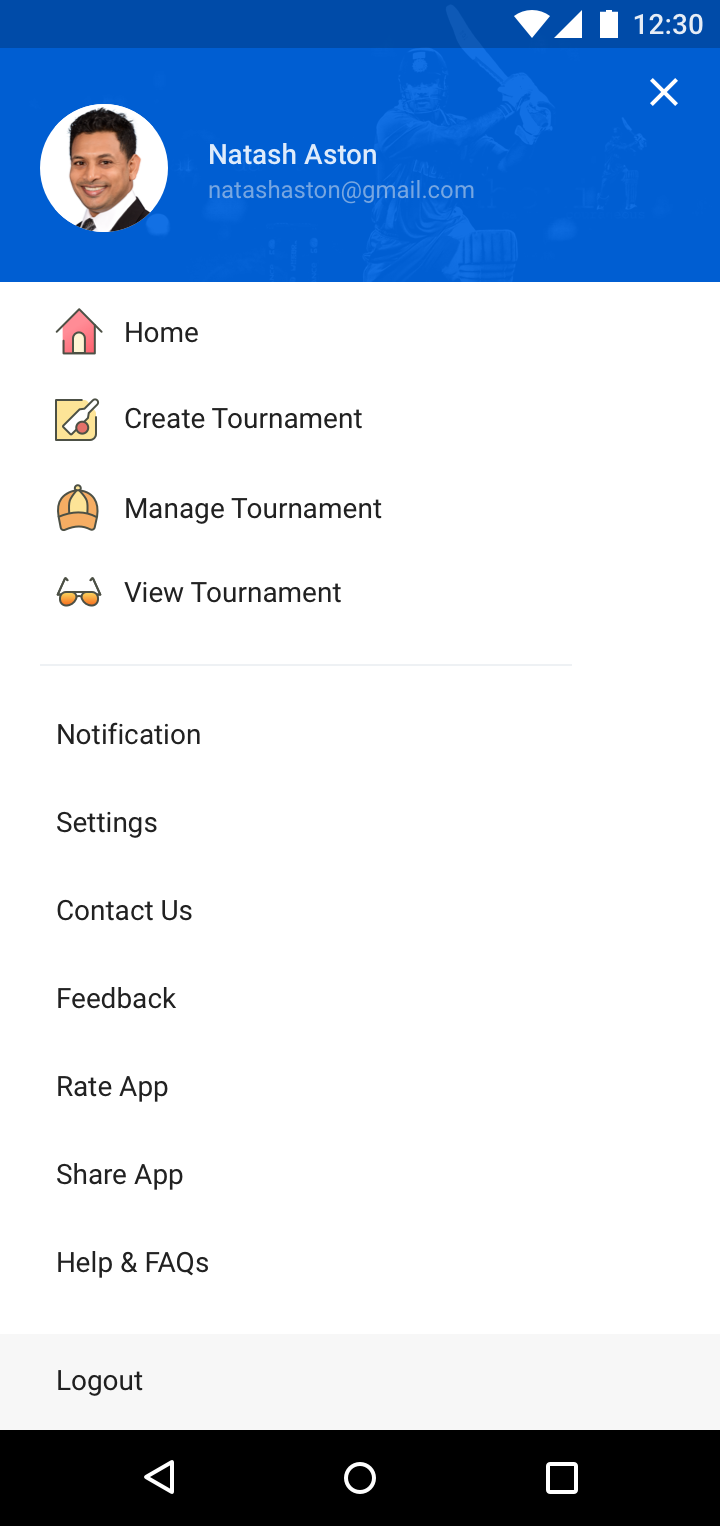 12:30
Natash Aston
natashaston@gmail.com
Home
Create Tournament
Manage Tournament
View Tournament
Notification
Settings
Contact Us
Feedback
Rate App
Share App
Help & FAQs
Logout